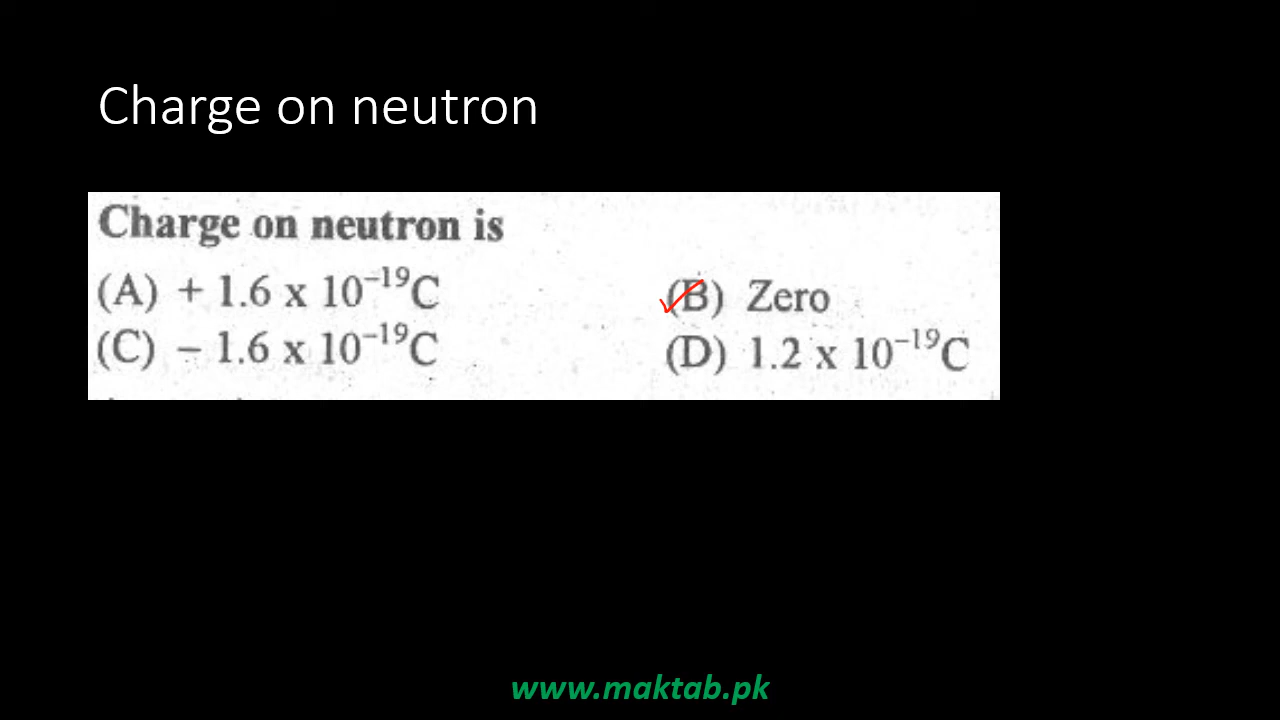 Charge on neutron
Charge on neutron is
(A) + 1.6 x 10⁻¹⁹C
(B) Zero
(C) – 1.6 x 10⁻¹⁹C
(D) 1.2 x 10⁻¹⁹C
www.maktab.pk